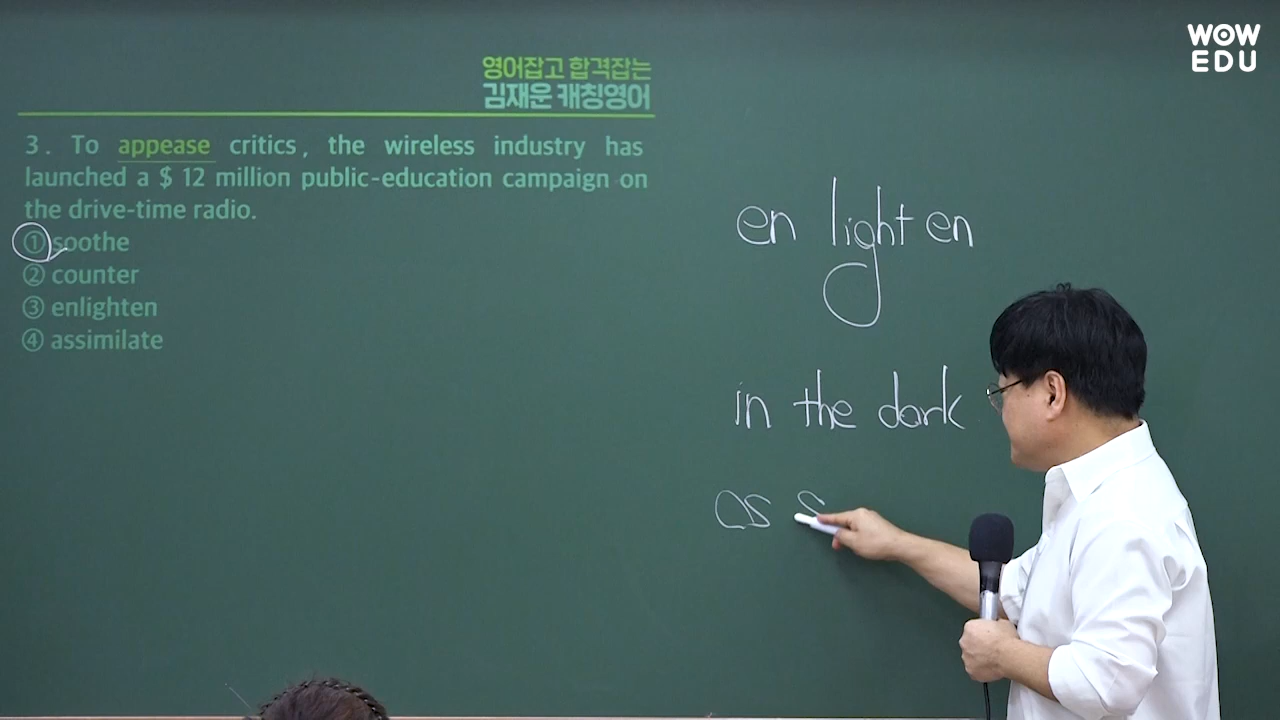 WOW
EDU
영어잡고 합격잡는
김재운 캐칭영어
3. To appease critics, the wireless industry has
launched a $ 12 million public-education campaign on
the drive-time radio.
① soothe
② counter
③ enlighten
④ assimilate
en light en
in the dark
as s